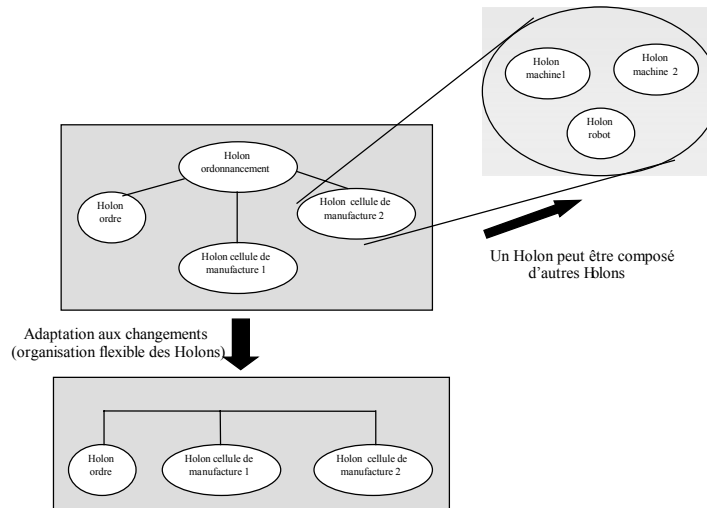 Holon
machine1
Holon
machine 2
Holon
robot
Holon
ordonnancement
Holon
ordre
Holon cellule de
manufacture 2
Holon cellule de
manufacture 1
Un Holon peut être composé
d'autres Holons
Adaptation aux changements
(organisation flexible des Holons)
Holon
ordre
Holon cellule de
manufacture 1
Holon cellule de
manufacture 2